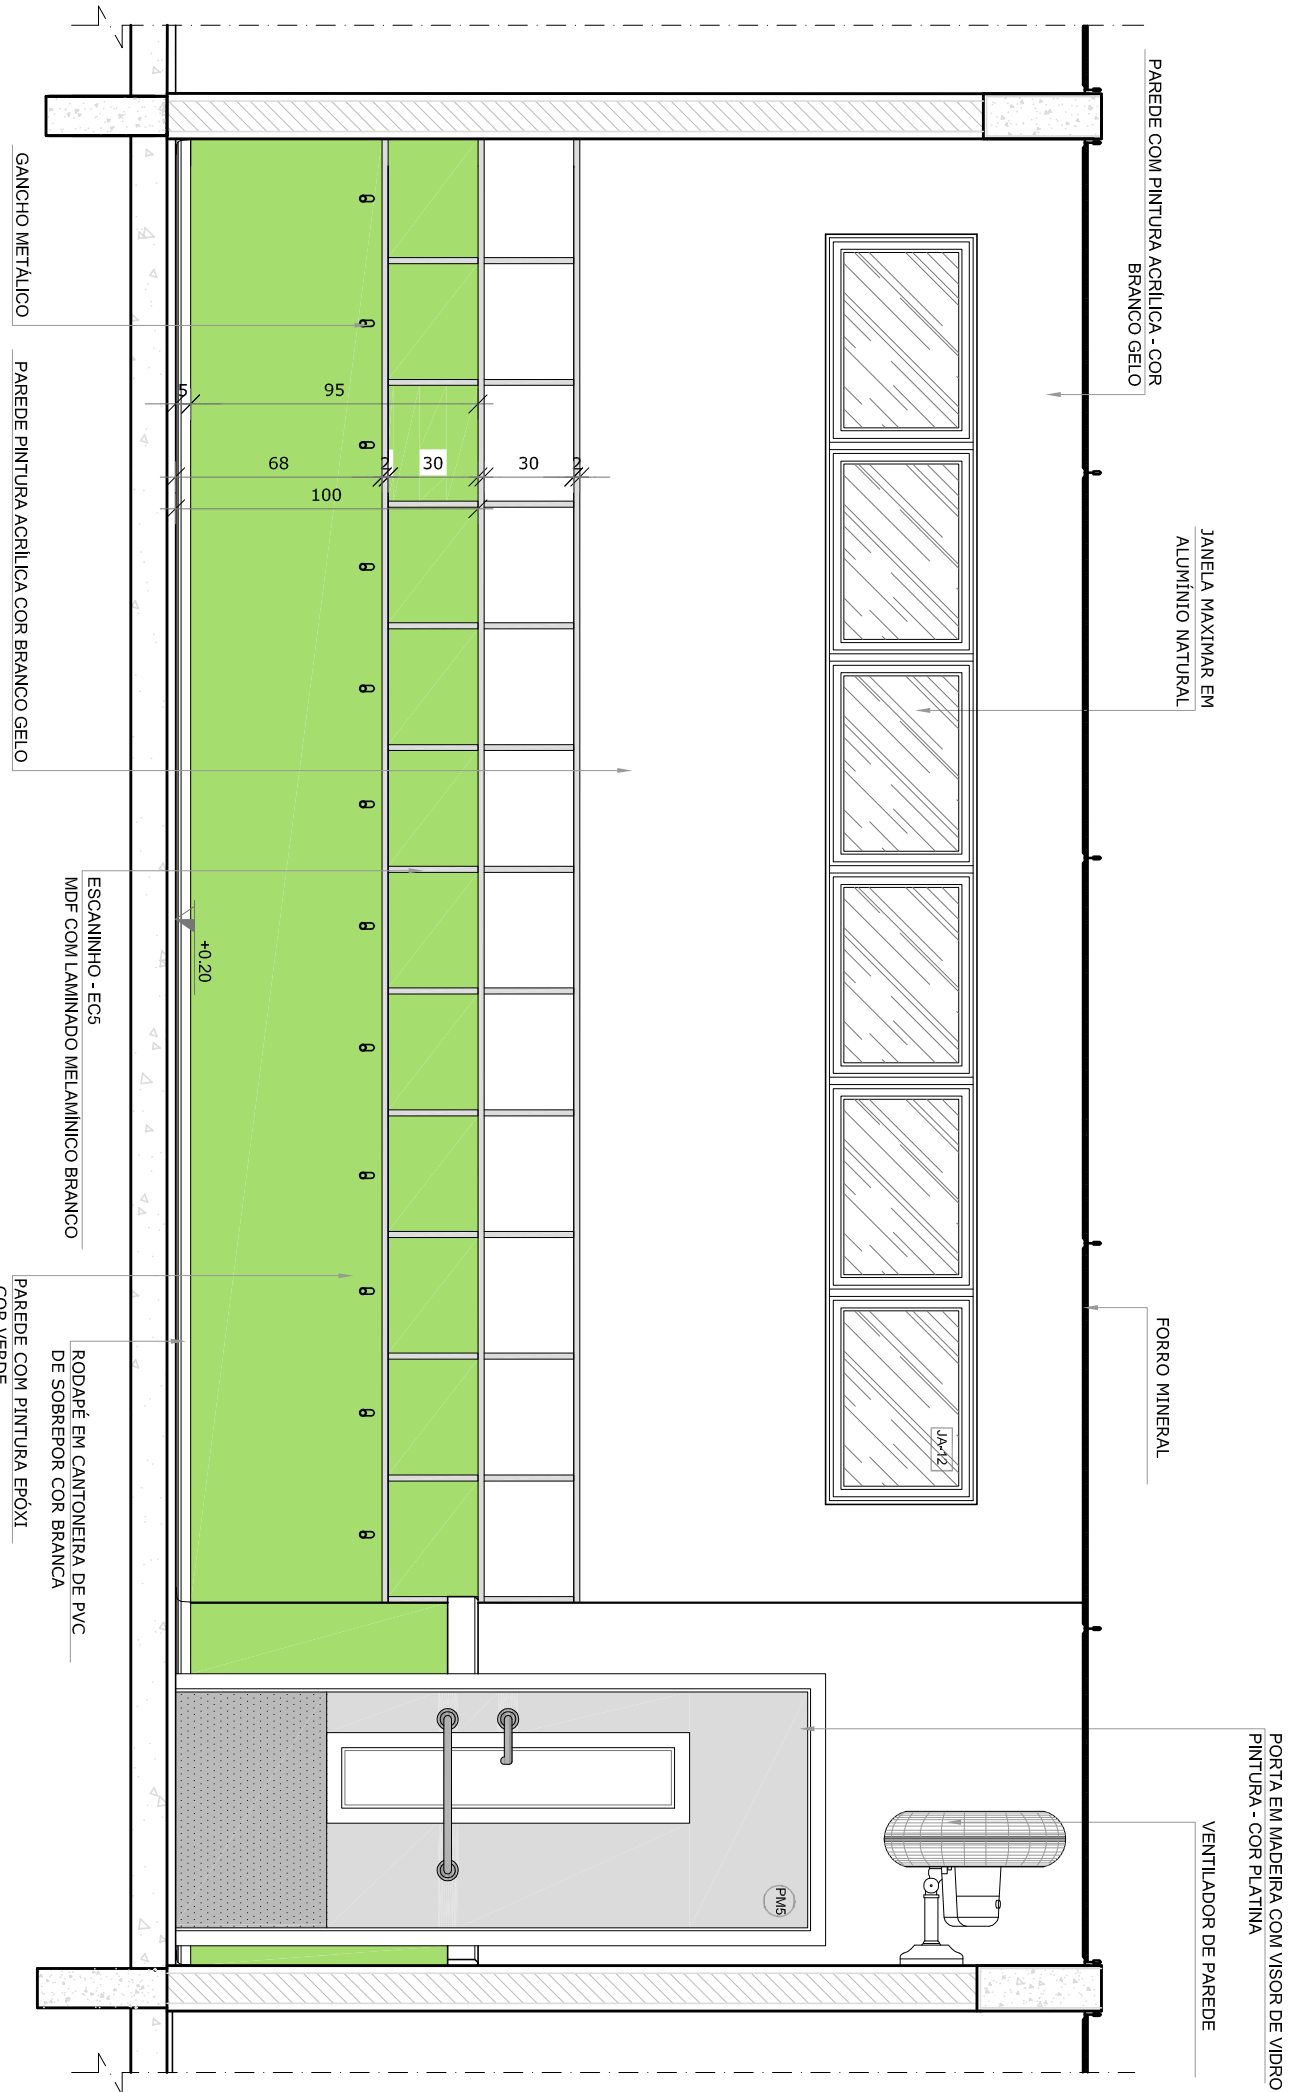 PAREDE COM PINTURA ACRÍLICA - COR
BRANCO GELO
JANELA MAXIMAR EM
ALUMÍNIO NATURAL
FORRO MINERAL
PORTA EM MADEIRA COM VISOR DE VIDRO
PINTURA - COR PLATINA
VENTILADOR DE PAREDE
JA-12
PM5
5
95
68
2
30
30
2
100
+0.20
GANCHO METÁLICO
PAREDE PINTURA ACRÍLICA COR BRANCO GELO
ESCANINHO - EC5
MDF COM LAMINADO MELAMÍNICO BRANCO
RODAPÉ EM CANTONEIRA DE PVC
DE SOBREPOR COR BRANCA
PAREDE COM PINTURA EPÓXI
COR VERDE